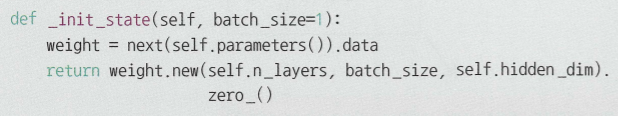 def _init_state(self, batch_size=1):
    weight = next(self.parameters()).data
    return weight.new(self.n_layers, batch_size, self.hidden_dim).
                      zero_()